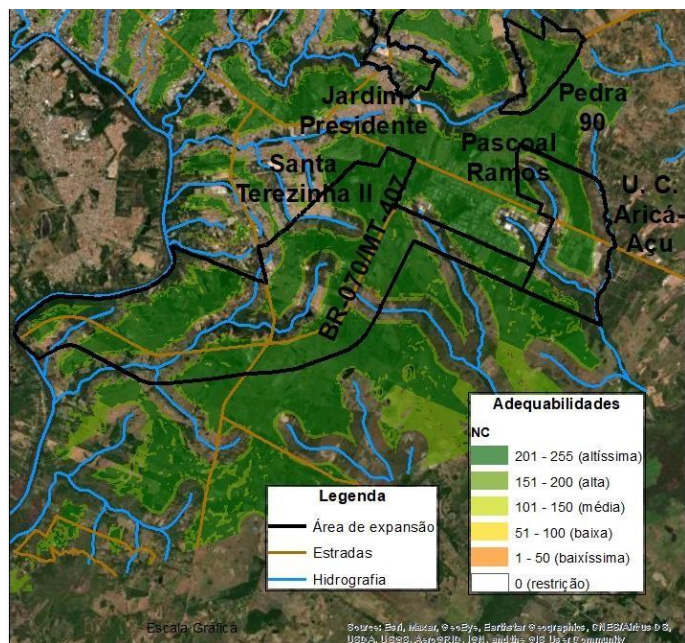 Jardim
Presidente
Pedra
90
Pascoal
Ramos
Santa
Terezinha II
U. C.
Aricá-
Açu
BR-070/MT-407
Adequabilidades
NC
201 - 255 (altíssima)
151 - 200 (alta)
101 - 150 (média)
51 - 100 (baixa)
1 - 50 (baixíssima)
0 (restrição)
Legenda
Área de expansão
Estradas
Hidrografia
Escala Gráfica
Source: Esri, Maxar, GeoEye, Earthstar Geographics, CNES/Airbus DS,
USDA, USGS, AeroGRID, IGN, and the GIS User Community